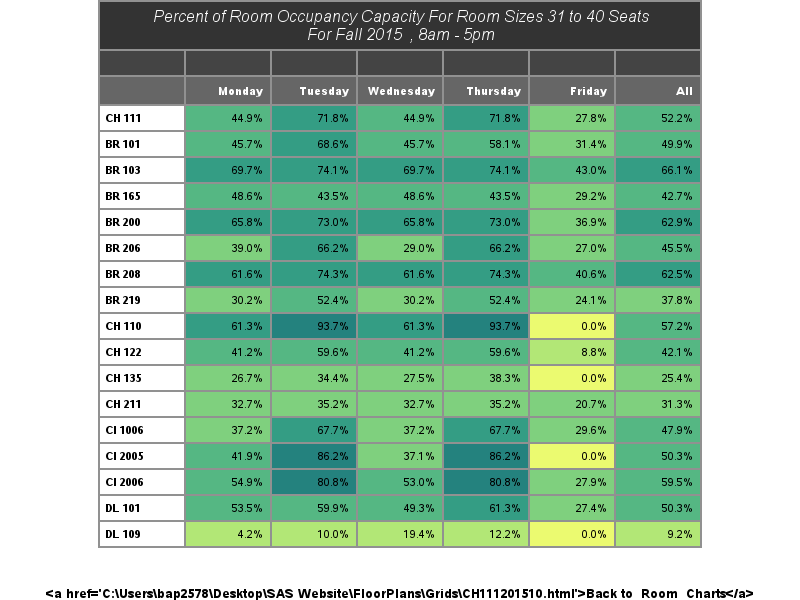 Percent of Room Occupancy Capacity For Room Sizes 31 to 40 Seats
For Fall 2015 , 8am - 5pm
Monday Tuesday Wednesday Thursday Friday All
CH 111 44.9% 71.8% 44.9% 71.8% 27.8% 52.2%
BR 101 45.7% 68.6% 45.7% 58.1% 31.4% 49.9%
BR 103 69.7% 74.1% 69.7% 74.1% 43.0% 66.1%
BR 165 48.6% 43.5% 48.6% 43.5% 29.2% 42.7%
BR 200 65.8% 73.0% 65.8% 73.0% 36.9% 62.9%
BR 206 39.0% 66.2% 29.0% 66.2% 27.0% 45.5%
BR 208 61.6% 74.3% 61.6% 74.3% 40.6% 62.5%
BR 219 30.2% 52.4% 30.2% 52.4% 24.1% 37.8%
CH 110 61.3% 93.7% 61.3% 93.7% 0.0% 57.2%
CH 122 41.2% 59.6% 41.2% 59.6% 8.8% 42.1%
CH 135 26.7% 34.4% 27.5% 38.3% 0.0% 25.4%
CH 211 32.7% 35.2% 32.7% 35.2% 20.7% 31.3%
CI 1006 37.2% 67.7% 37.2% 67.7% 29.6% 47.9%
CI 2005 41.9% 86.2% 37.1% 86.2% 0.0% 50.3%
CI 2006 54.9% 80.8% 53.0% 80.8% 27.9% 59.5%
DL 101 53.5% 59.9% 49.3% 61.3% 27.4% 50.3%
DL 109 4.2% 10.0% 19.4% 12.2% 0.0% 9.2%
<a href='C:\Users\bap2578\Desktop\SAS Website\FloorPlans\Grids\CH111201510.html'>Back to Room Charts</a>